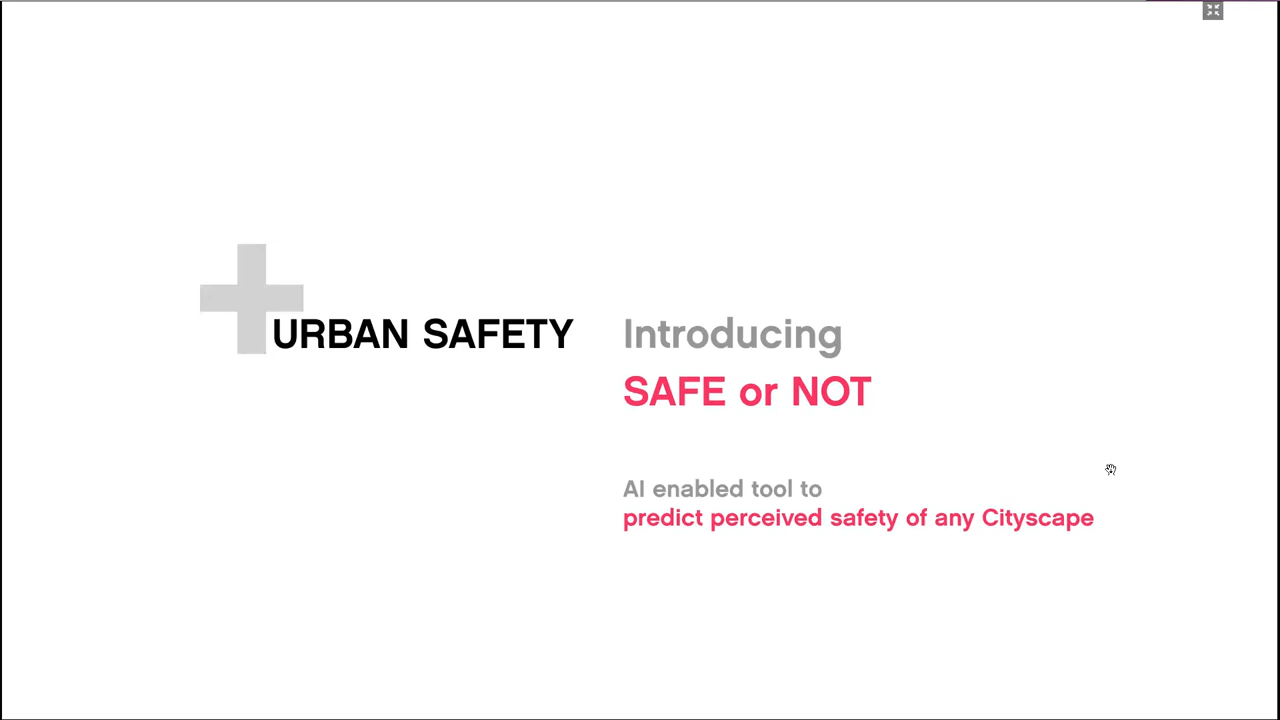 URBAN SAFETY
Introducing
SAFE or NOT
AI enabled tool to
predict perceived safety of any Cityscape